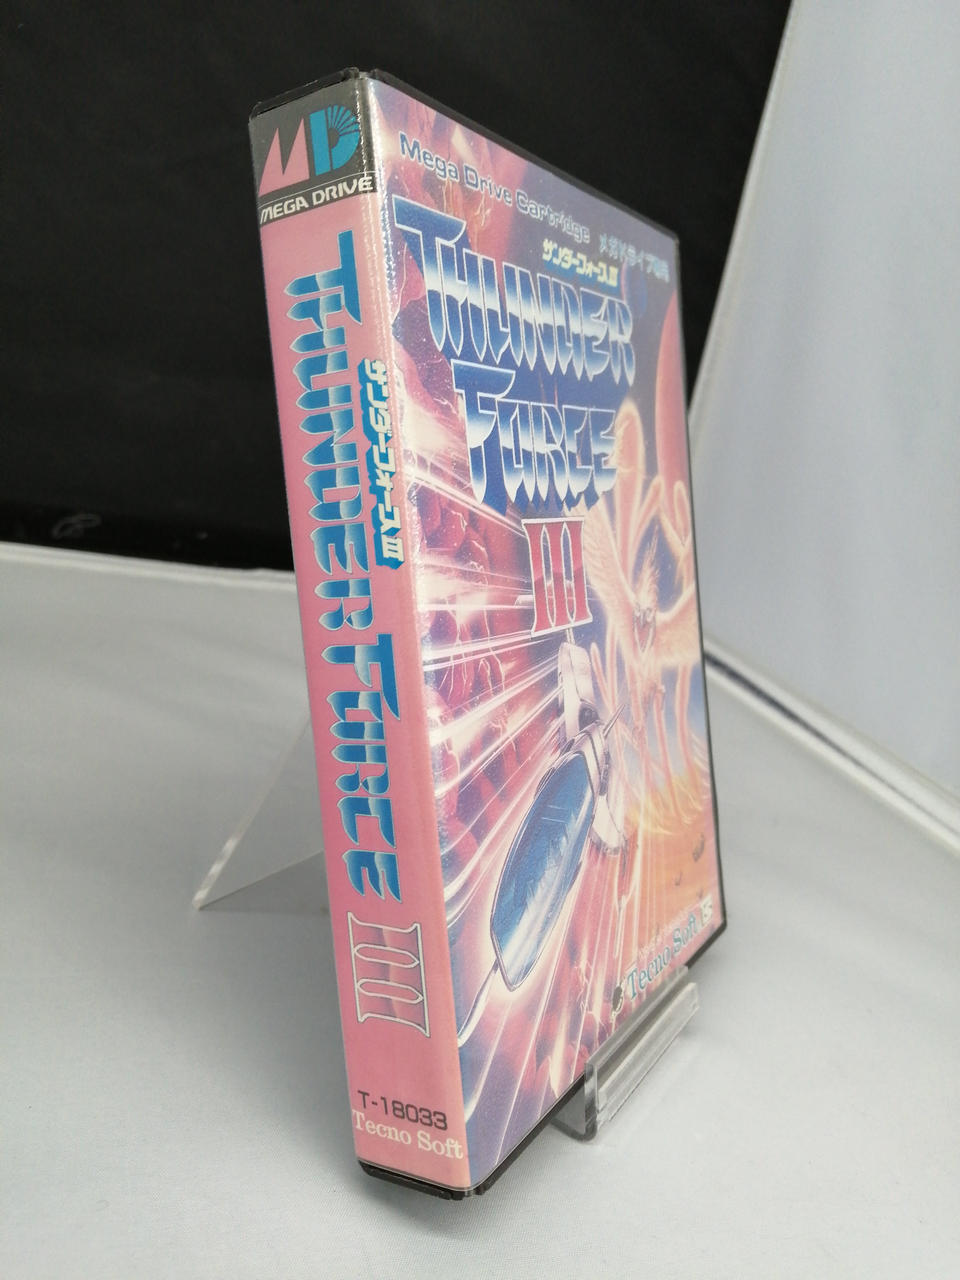 MD
MEGA DRIVE
THUNDER FORCE III
サンダーフォースIII
T-18033
Tecno Soft
Mega Drive Cartridge メガドライブ専用
サンダーフォースIII
THUNDER
FORCE
III
Tecno Soft